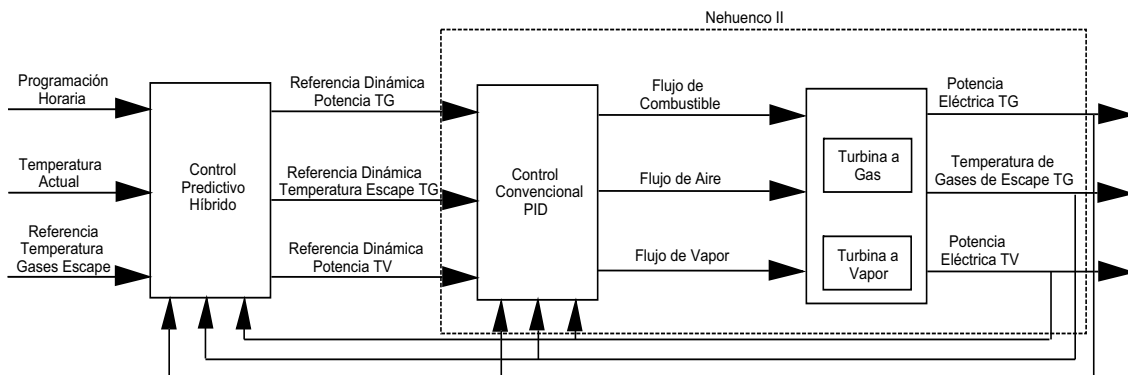 Nehuenco II
Programación
Horaria
Temperatura
Actual
Referencia
Temperatura
Gases Escape
Control
Predictivo
Híbrido
Referencia Dinámica
Potencia TG
Referencia Dinámica
Temperatura Escape TG
Referencia Dinámica
Potencia TV
Control
Convencional
PID
Flujo de
Combustible
Flujo de Aire
Flujo de Vapor
Turbina a
Gas
Turbina a
Vapor
Potencia
Eléctrica TG
Temperatura de
Gases de Escape TG
Potencia
Eléctrica TV